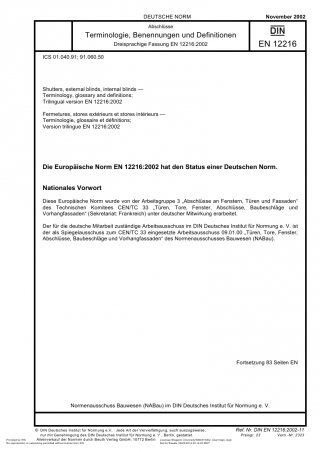 DEUTSCHE NORM
November 2002
Abschlüsse
Terminologie, Benennungen und Definitionen
Dreisprachige Fassung EN 12216:2002
DIN
EN 12216
ICS 01.040.91; 91.060.50
Shutters, external blinds, internal blinds —
Terminology, glossary and definitions;
Trilingual version EN 12216:2002
Fermetures, stores extérieurs et stores intérieurs —
Terminologie, glossaire et définitions;
Version trilingue EN 12216:2002
Die Europäische Norm EN 12216:2002 hat den Status einer Deutschen Norm.
Nationales Vorwort
Diese Europäische Norm wurde von der Arbeitsgruppe 3 „Abschlüsse an Fenstern, Türen und Fassaden“
des Technischen Komitees CEN/TC 33 „Türen, Tore, Fenster, Abschlüsse, Baubeschläge und
Vorhangfassaden“ (Sekretariat: Frankreich) unter deutscher Mitwirkung erarbeitet.
Der für die deutsche Mitarbeit zuständige Arbeitsausschuss im DIN Deutsches Institut für Normung e. V. ist
der als Spiegelausschuss zum CEN/TC 33 eingesetzte Arbeitsausschuss 09.01.00 „Türen, Tore, Fenster,
Abschlüsse, Baubeschläge und Vorhangfassaden“ des Normenausschusses Bauwesen (NABau).
Fortsetzung 83 Seiten EN
Normenausschuss Bauwesen (NABau) im DIN Deutsches Institut für Normung e. V.
© DIN Deutsches Institut für Normung e.V. Jede Art der Vervielfältigung, auch auszugsweise,
nur mit Genehmigung des DIN Deutsches Institut für Normung e. V., Berlin, gestattet.
Alleinverkauf der Normen durch Beuth Verlag GmbH, 10772 Berlin
Ref. Nr. DIN EN 12216:2002-11
Preisgr. 23 Vertr.-Nr. 2323